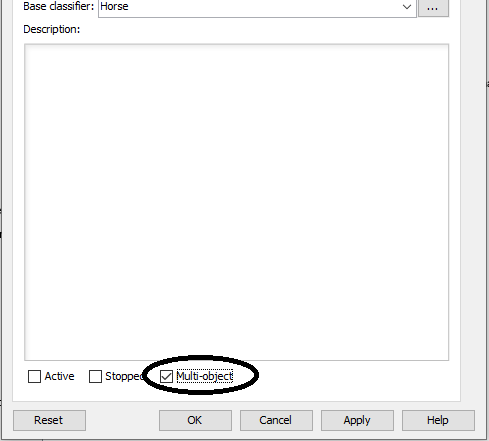 Base classifier: Horse ...
Description:
Active Stopped Multi-object
Reset OK Cancel Apply Help